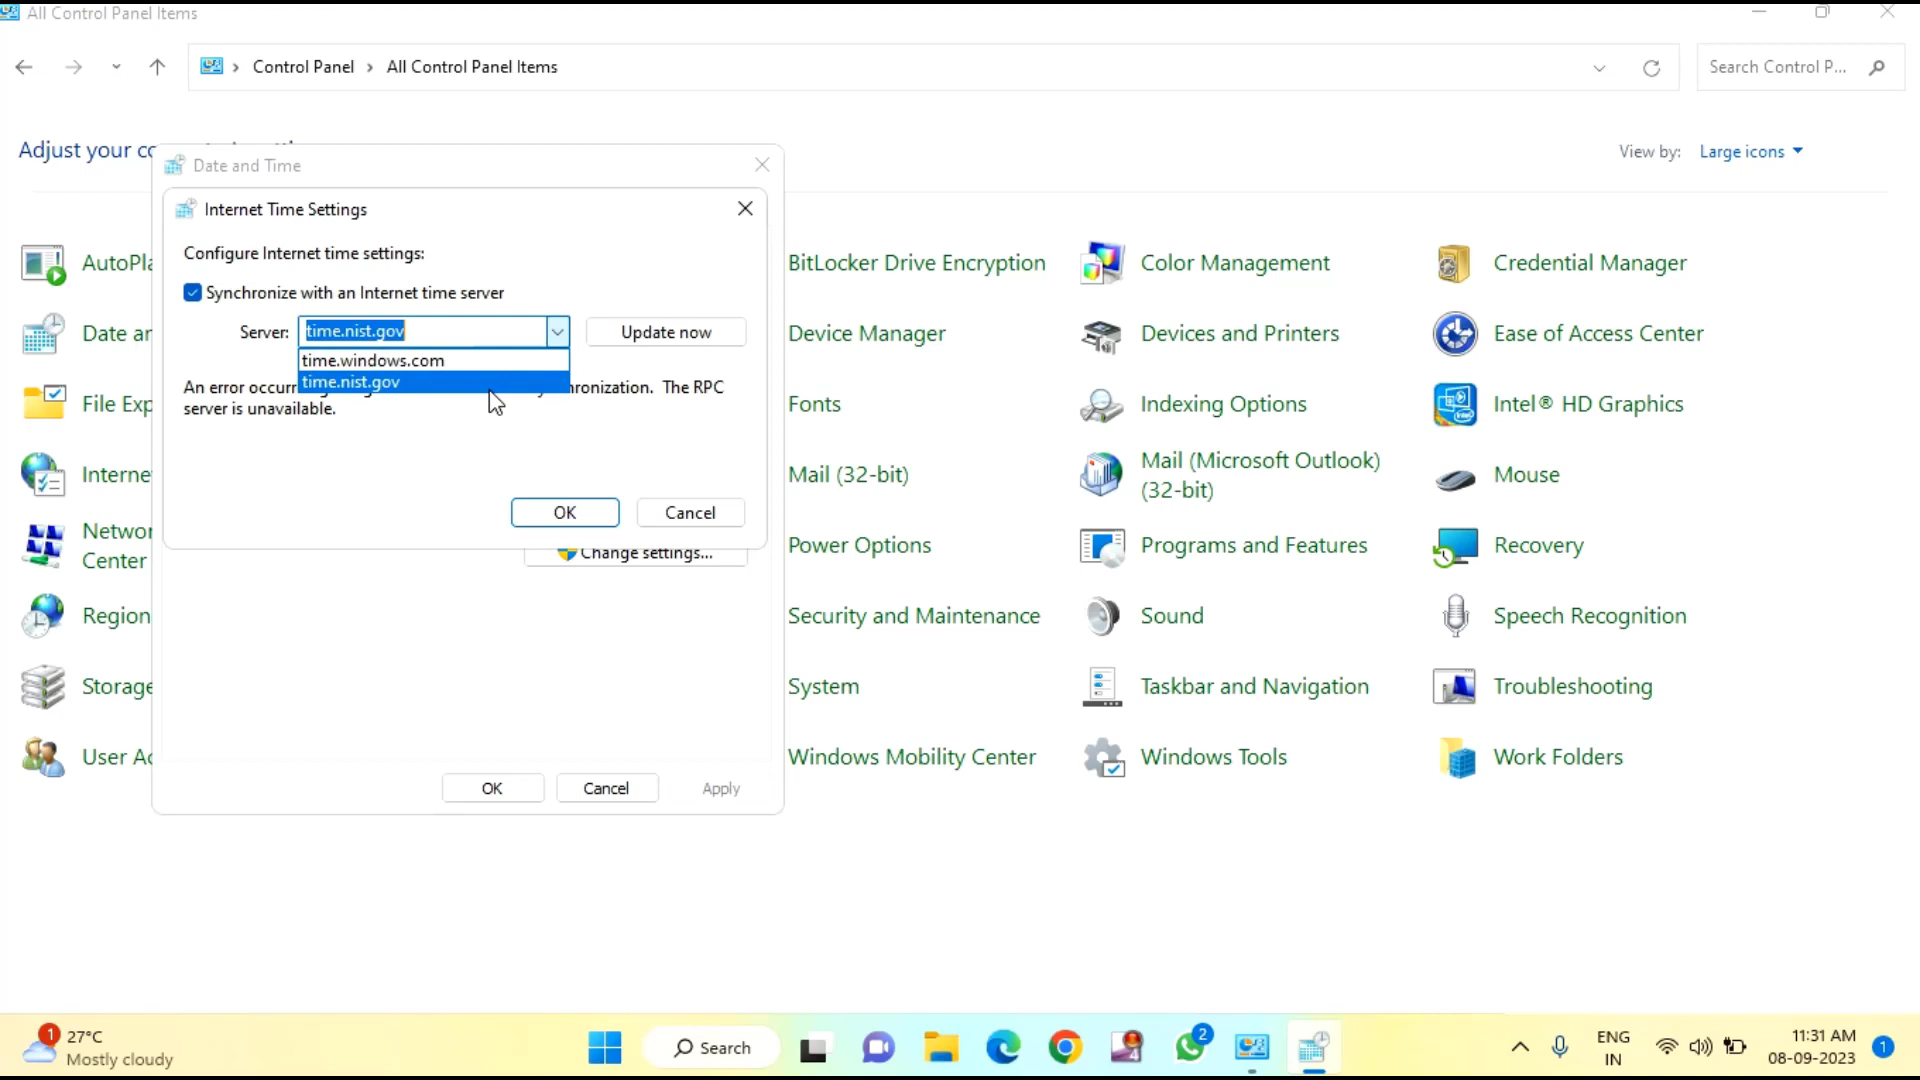 All Control Panel Items
Control Panel > All Control Panel Items
Search Control P...
Adjust your co
View by: Large icons
Date and Time
Internet Time Settings
Configure Internet time settings:
Synchronize with an Internet time server
Server: time.nist.gov
Update now
time.windows.com
time.nist.gov
An error occurr
hronization. The RPC
server is unavailable.
OK
Cancel
Change settings...
OK
Cancel
Apply
AutoPla
BitLocker Drive Encryption
Color Management
Credential Manager
Date an
Device Manager
Devices and Printers
Ease of Access Center
File Exp
Fonts
Indexing Options
Intel® HD Graphics
Interne
Mail (32-bit)
Mail (Microsoft Outlook)
(32-bit)
Mouse
Networ
Center
Power Options
Programs and Features
Recovery
Region
Security and Maintenance
Sound
Speech Recognition
Storage
System
Taskbar and Navigation
Troubleshooting
User Ac
Windows Mobility Center
Windows Tools
Work Folders
1
27°C
Mostly cloudy
Search
4
2
ENG
IN
11:31 AM
08-09-2023
1